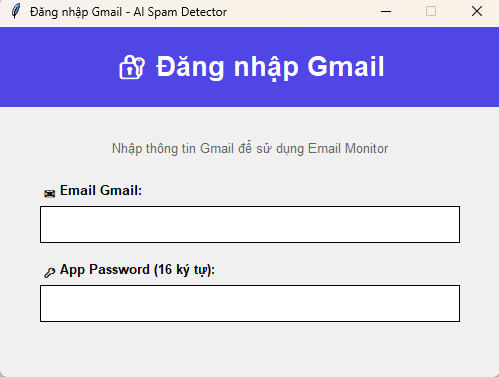 Đăng nhập Gmail - AI Spam Detector
Đăng nhập Gmail
Nhập thông tin Gmail để sử dụng Email Monitor
Email Gmail:
App Password (16 ký tự):